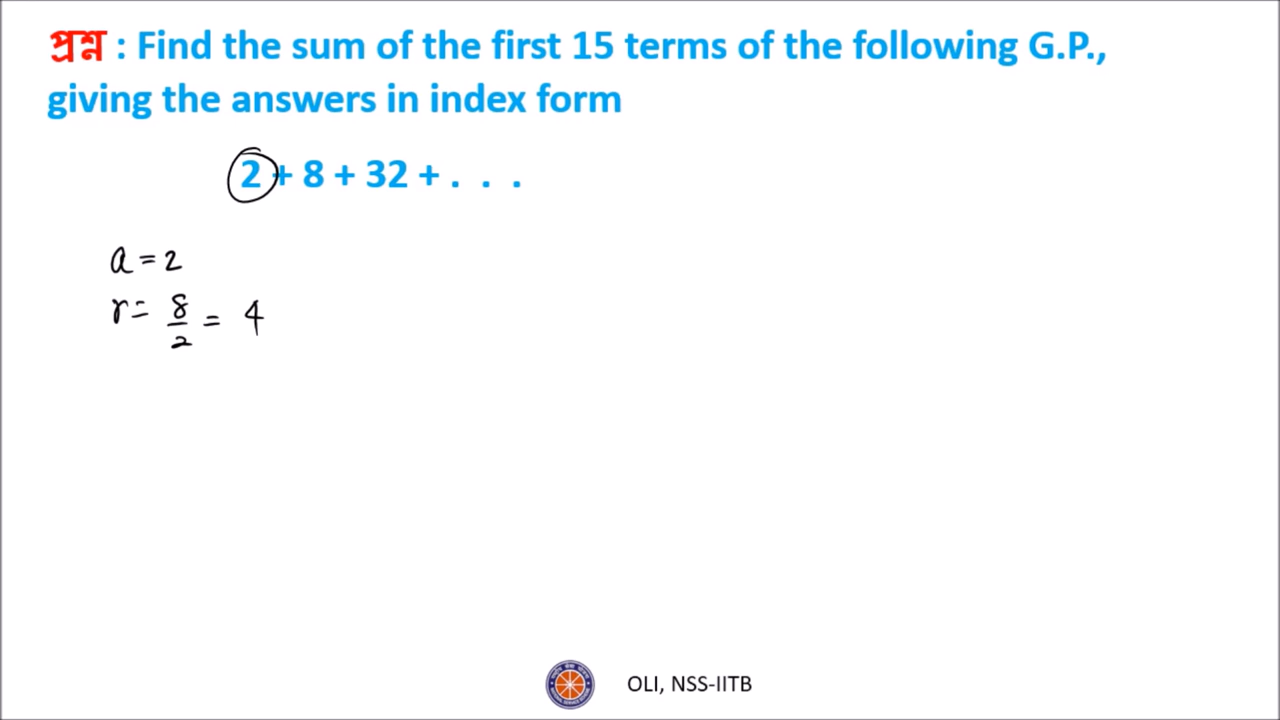 প্রশ্ন : Find the sum of the first 15 terms of the following G.P.,
giving the answers in index form
2 + 8 + 32 + . . .
a = 2
r = 8/2 = 4
OLI, NSS-IITB